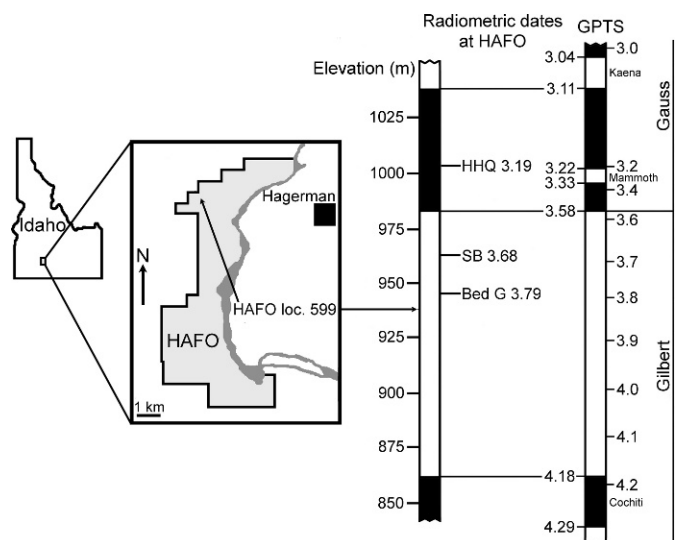 Radiometric dates
at HAFO
GPTS
Elevation (m)
3.04
3.0
Kaena
3.11
1025
Gauss
HHQ 3.19
1000
3.22
3.2
Mammoth
3.33
3.4
975
3.58
3.6
SB 3.68
3.7
950
Bed G 3.79
3.8
925
3.9
900
4.0
Gilbert
875
4.1
4.18
4.2
850
Cochiti
4.29
Idaho
Hagerman
N
HAFO loc. 599
HAFO
1 km